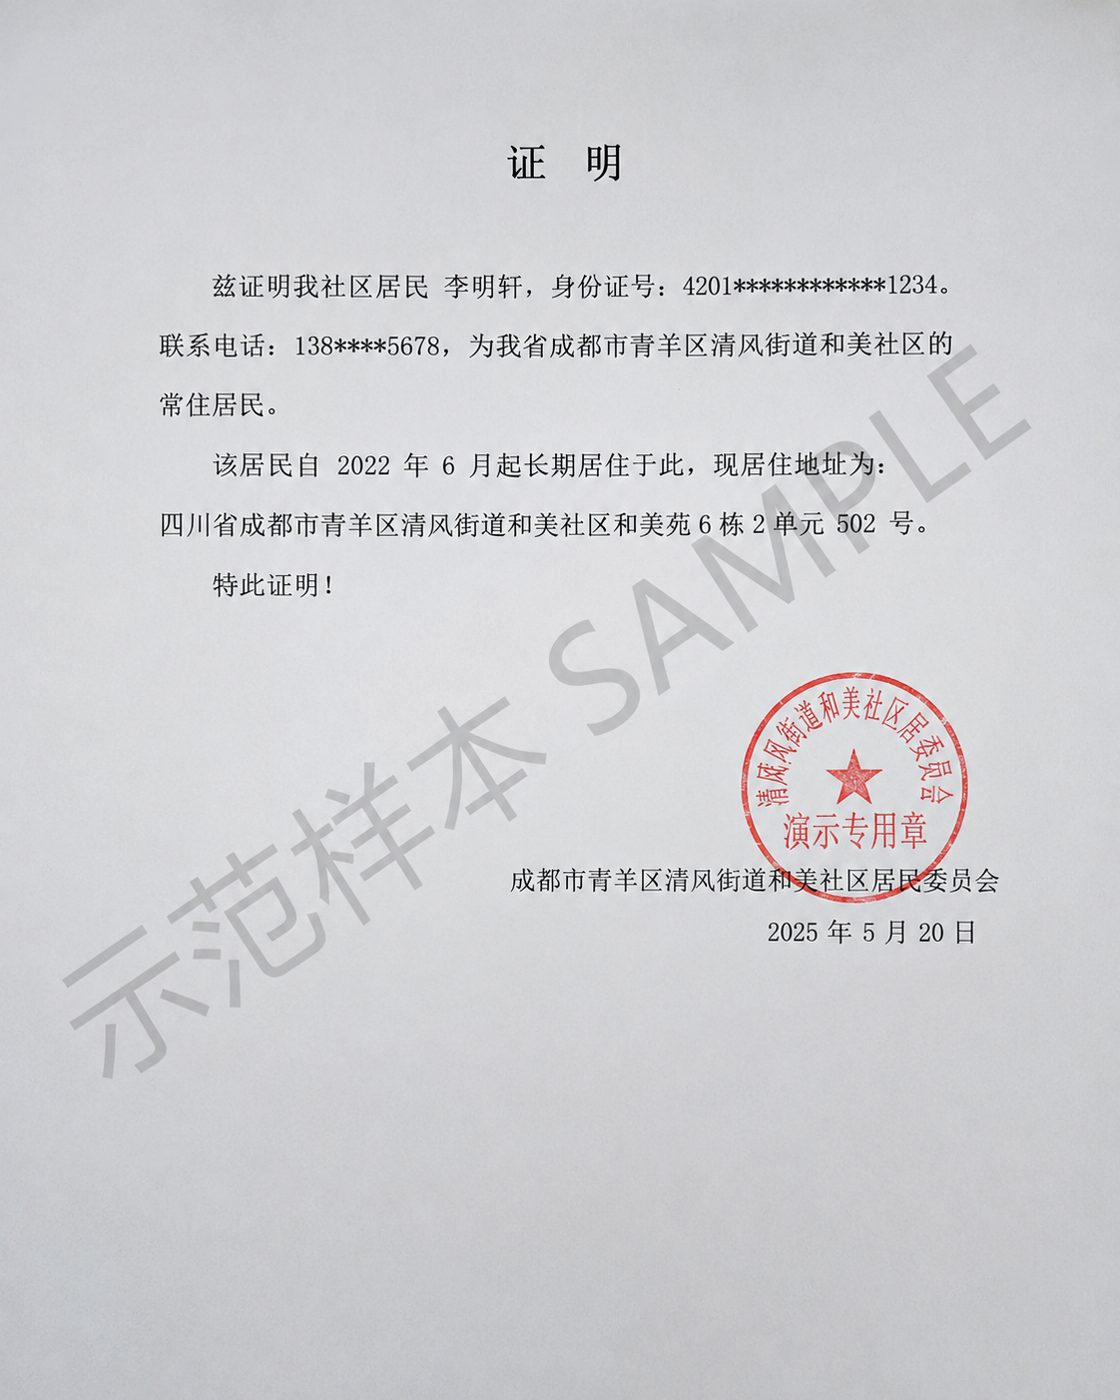 证 明
兹证明我社区居民 李明轩，身份证号：4201************1234。
联系电话：138****5678，为我省成都市青羊区清风街道和美社区的
常住居民。
该居民自 2022 年 6 月起长期居住于此，现居住地址为：
四川省成都市青羊区清风街道和美社区和美苑6栋2单元 502 号。
特此证明！
示范样本 SAMPLE
清风风街道和美社区居委员会
演示专用章
成都市青羊区清风街道和美社区居民委员会
2025 年 5 月 20 日